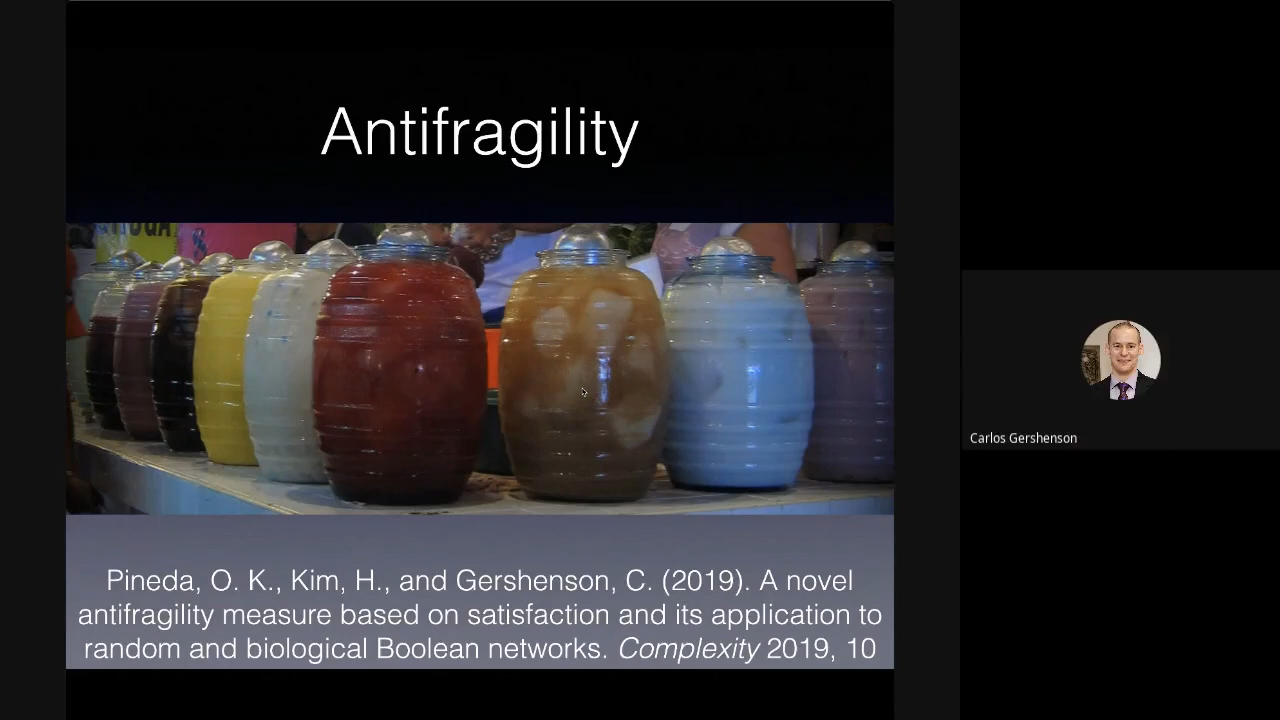 Antifragility
Pineda, O. K., Kim, H., and Gershenson, C. (2019). A novel
antifragility measure based on satisfaction and its application to
random and biological Boolean networks. Complexity 2019, 10
Carlos Gershenson